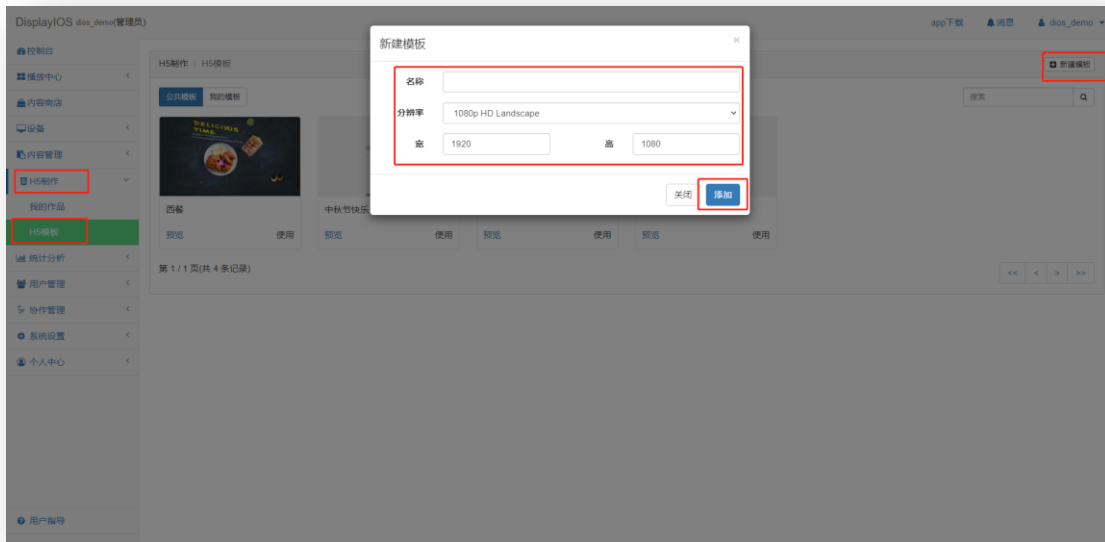 DisplayIOS dios_demo(管理员)
app下载
消息
dios_demo
控制台
播放中心
内容商店
设备
内容管理
H5制作
我的作品
H5模板
统计分析
用户管理
协作管理
系统设置
个人中心
用户指导
H5制作 / H5模板
新建模板
公共模板
我的模板
搜索
DELICIOUS
TIME
西餐
预览 使用
中秋节快乐
预览 使用
预览 使用
预览 使用
第 1 / 1 页(共 4 条记录)
<< < > >>
新建模板
×
名称
分辨率 1080p HD Landscape
宽 1920 高 1080
关闭 添加